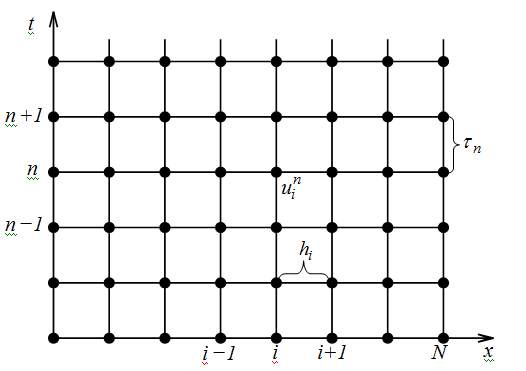 t
n+1
τn
n
uᵢⁿ
n−1
hᵢ
i−1 i i+1 N x